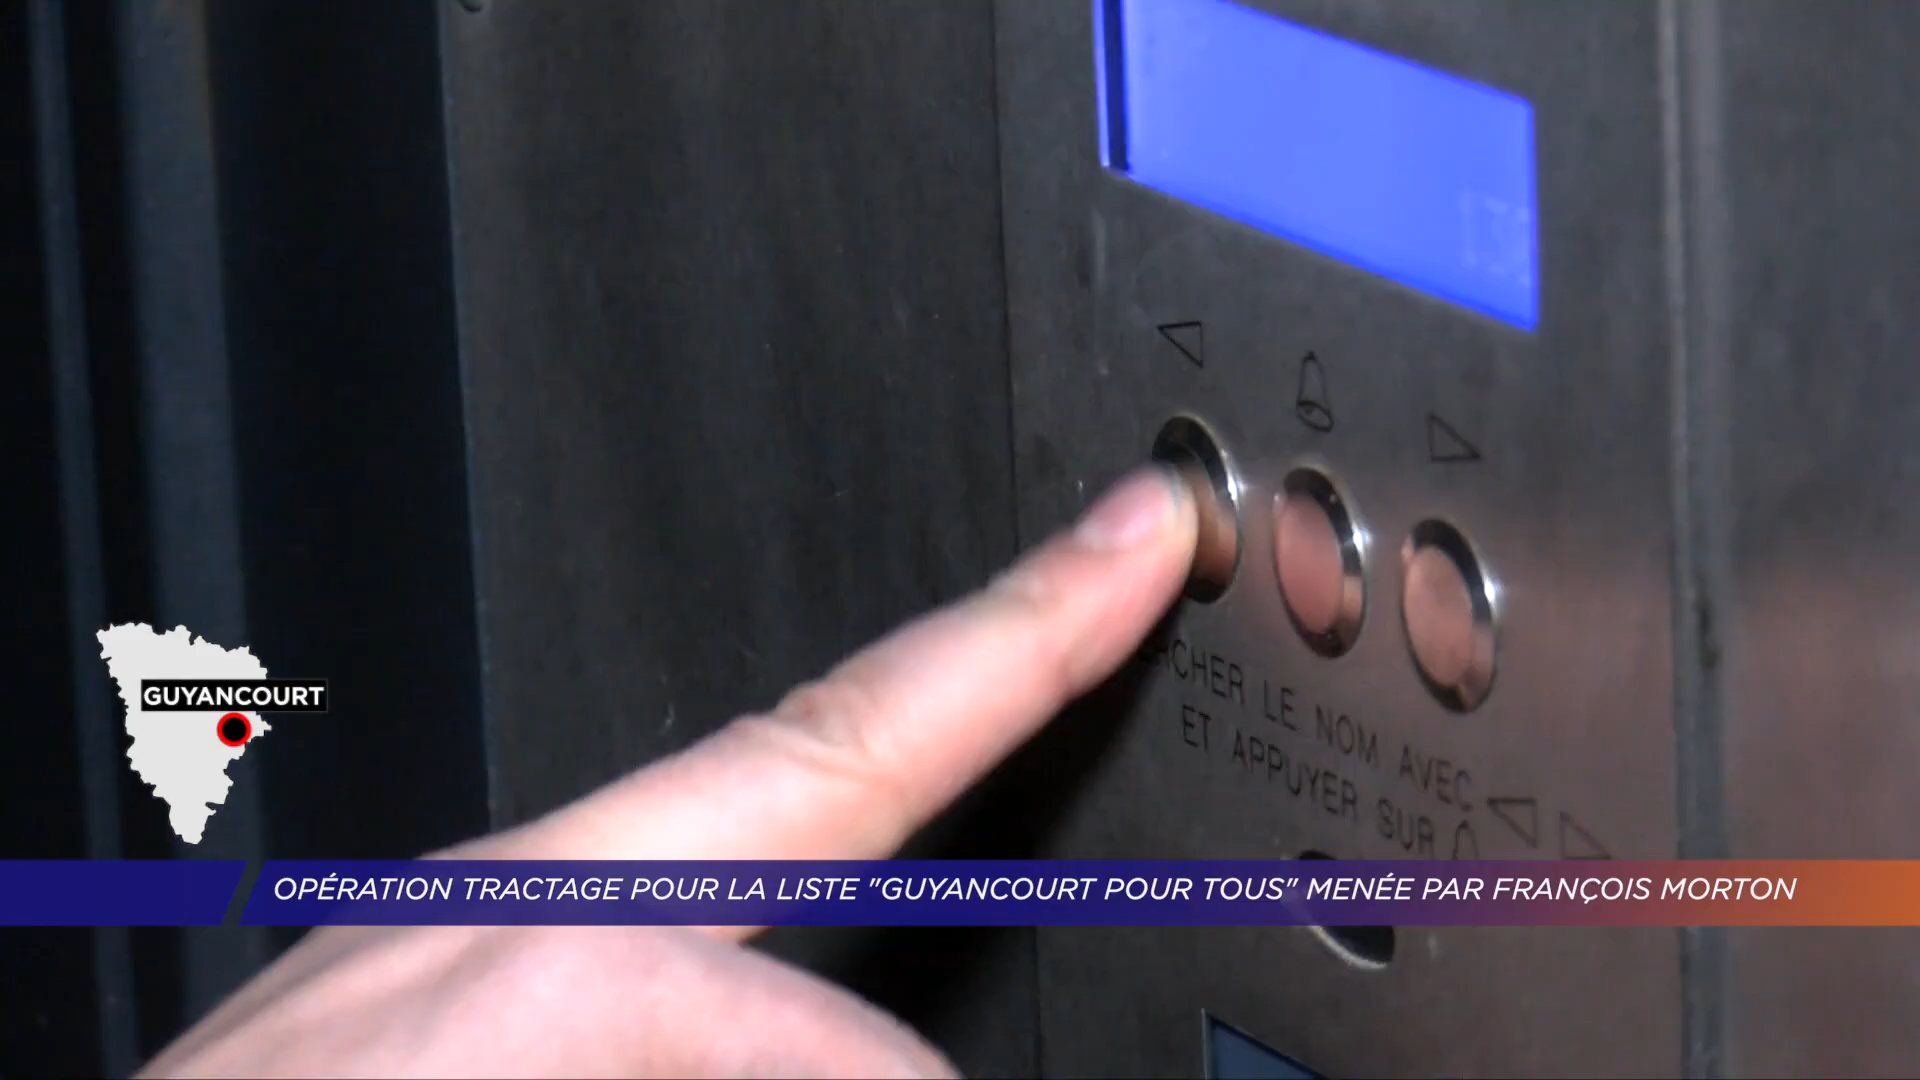 LE NOM AVEC
ET APPUYER SUR
GUYANCOURT
OPÉRATION TRACTAGE POUR LA LISTE "GUYANCOURT POUR TOUS" MENÉE PAR FRANÇOIS MORTON